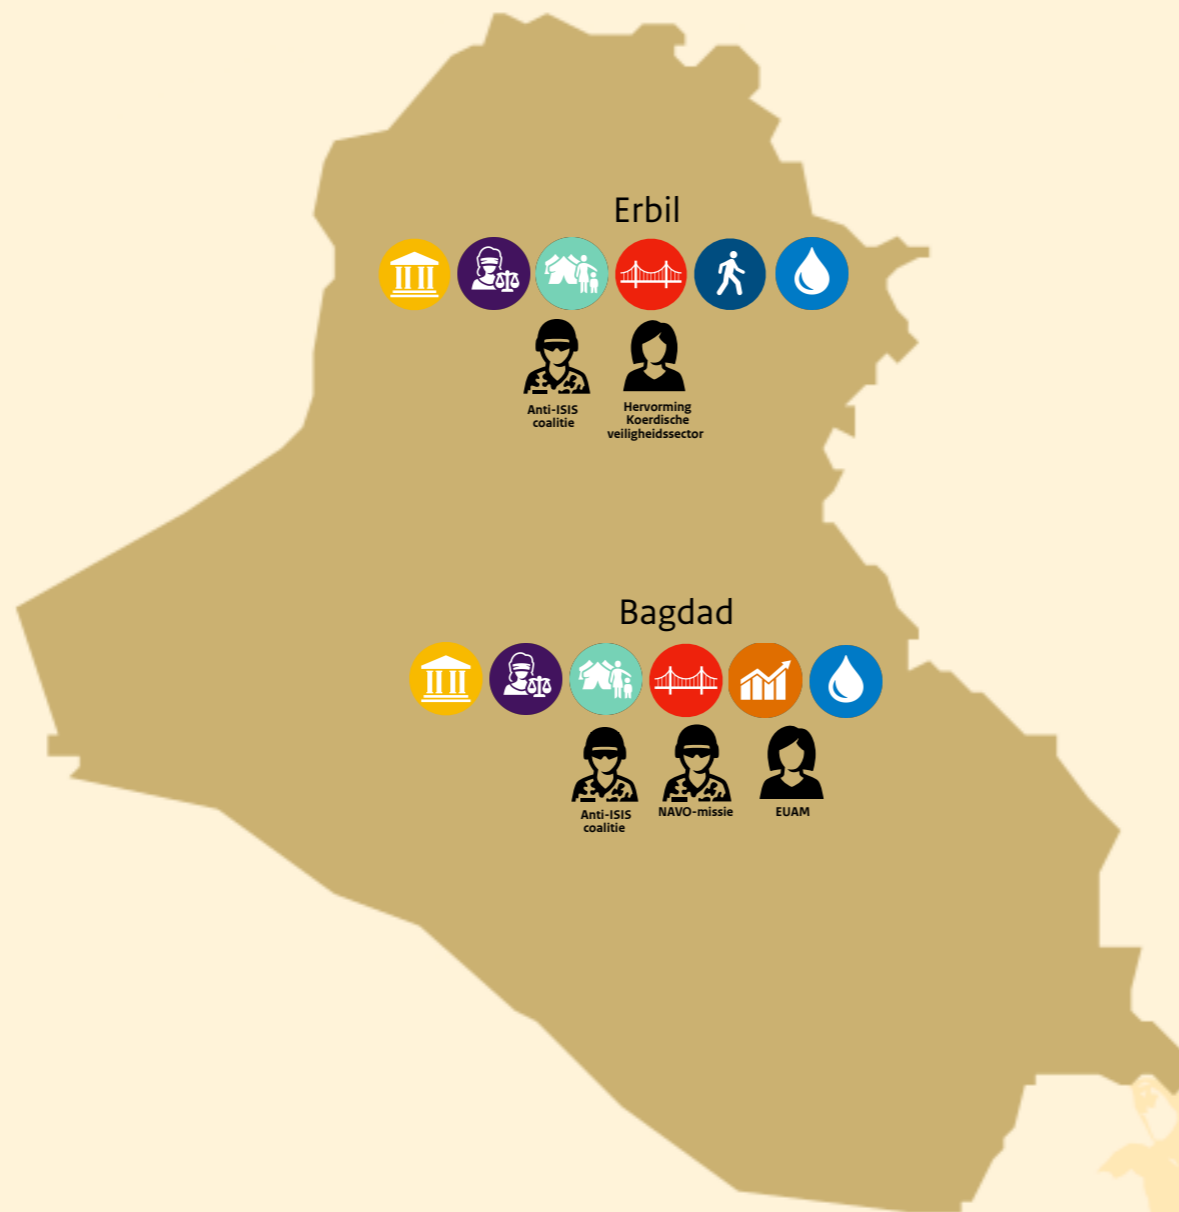 Erbil
Anti-ISIS
coalitie
Hervorming
Koerdische
veiligheidssector
Bagdad
Anti-ISIS
coalitie
NAVO-missie
EUAM